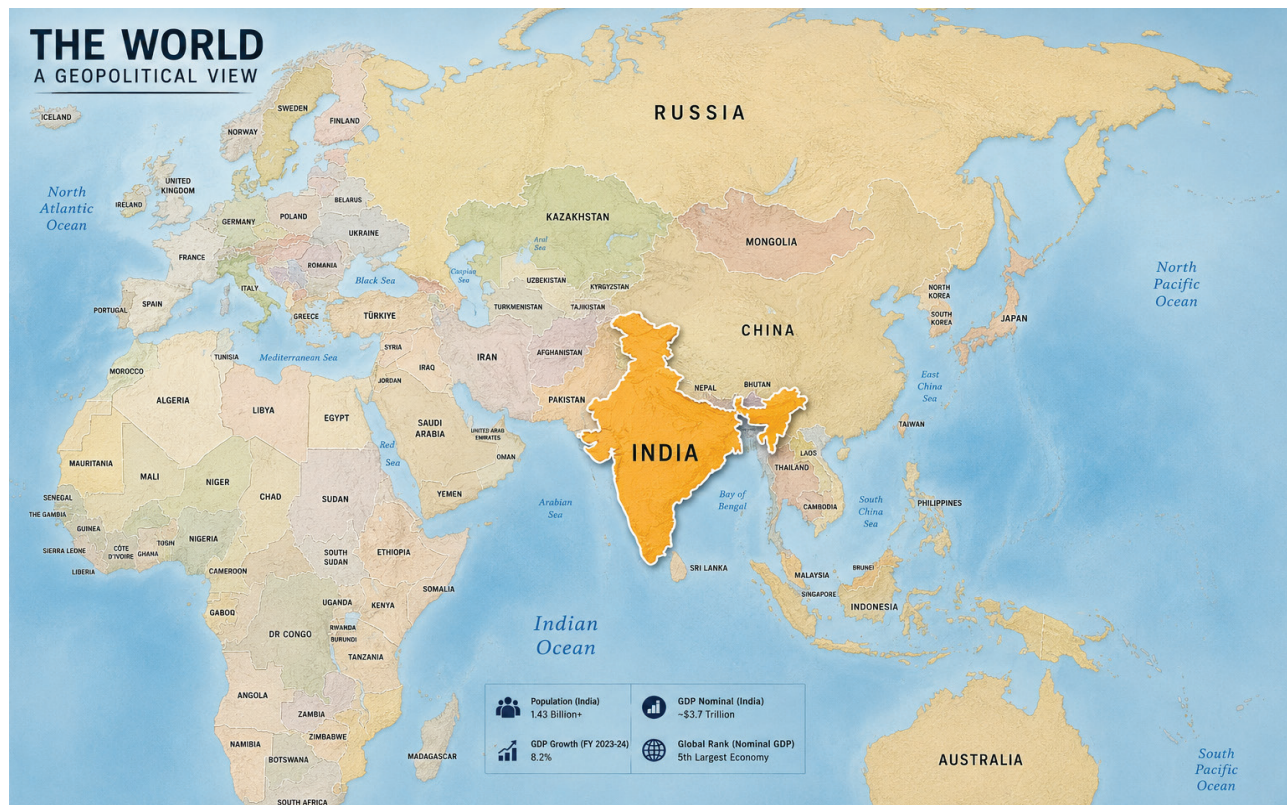 THE WORLD
A GEOPOLITICAL VIEW
ICELAND
SWEDEN
NORWAY
FINLAND
RUSSIA
North
Atlantic
Ocean
UNITED
KINGDOM
IRELAND
BELARUS
GERMANY
POLAND
UKRAINE
FRANCE
ROMANIA
ITALY
SPAIN
PORTUGAL
GREECE
Black Sea
TÜRKIYE
Caspian
Sea
KAZAKHSTAN
Aral
Sea
UZBEKISTAN
KYRGYZSTAN
TURKMENISTAN
TAJIKISTAN
MONGOLIA
CHINA
NORTH
KOREA
SOUTH
KOREA
JAPAN
North
Pacific
Ocean
East
China
Sea
TAIWAN
Mediterranean Sea
TUNISIA
MOROCCO
ALGERIA
LIBYA
EGYPT
SYRIA
IRAQ
JORDAN
IRAN
AFGHANISTAN
PAKISTAN
SAUDI
ARABIA
UNITED ARAB
EMIRATES
OMAN
YEMEN
Red
Sea
Arabian
Sea
NEPAL
BHUTAN
INDIA
Bay of
Bengal
SRI LANKA
LAOS
THAILAND
CAMBODIA
South
China
Sea
PHILIPPINES
MALAYSIA
BRUNEI
SINGAPORE
INDONESIA
MAURITANIA
MALI
NIGER
CHAD
SUDAN
SENEGAL
THE GAMBIA
GUINEA
SIERRA LEONE
LIBERIA
CÔTE
D'IVOIRE
GHANA
TOSIN
NIGERIA
CAMEROON
SOUTH
SUDAN
ETHIOPIA
SOMALIA
UGANDA
KENYA
GABOQ
DR CONGO
RWANDA
BURUNDI
TANZANIA
ANGOLA
ZAMBIA
ZIMBABWE
NAMIBIA
BOTSWANA
SOUTH AFRICA
MADAGASCAR
Indian
Ocean
Population (India)
1.43 Billion+
GDP Nominal (India)
~$3.7 Trillion
GDP Growth (FY 2023-24)
8.2%
Global Rank (Nominal GDP)
5th Largest Economy
AUSTRALIA
South
Pacific
Ocean